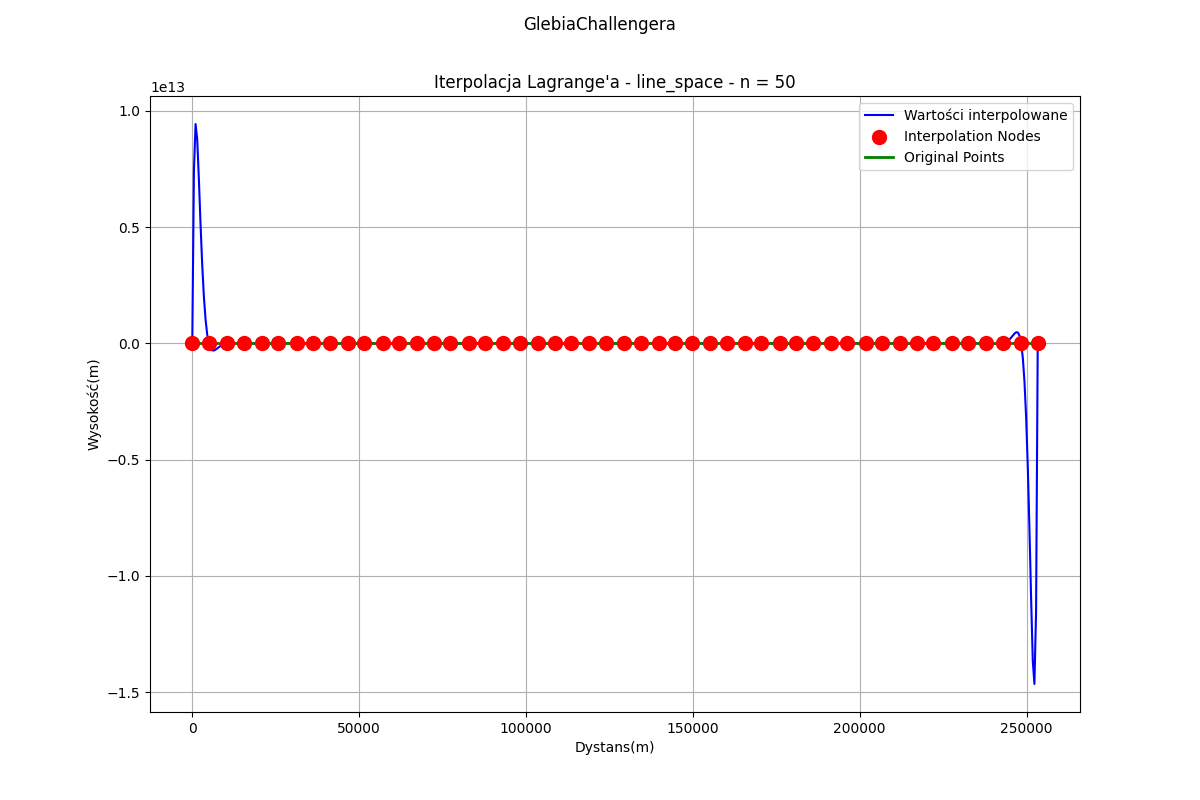 GlebiaChallengera
Iterpolacja Lagrange'a - line_space - n = 50
1e13
1.0
0.5
0.0
−0.5
−1.0
−1.5
Wysokość(m)
Wartości interpolowane
Interpolation Nodes
Original Points
0
50000
100000
150000
200000
250000
Dystans(m)